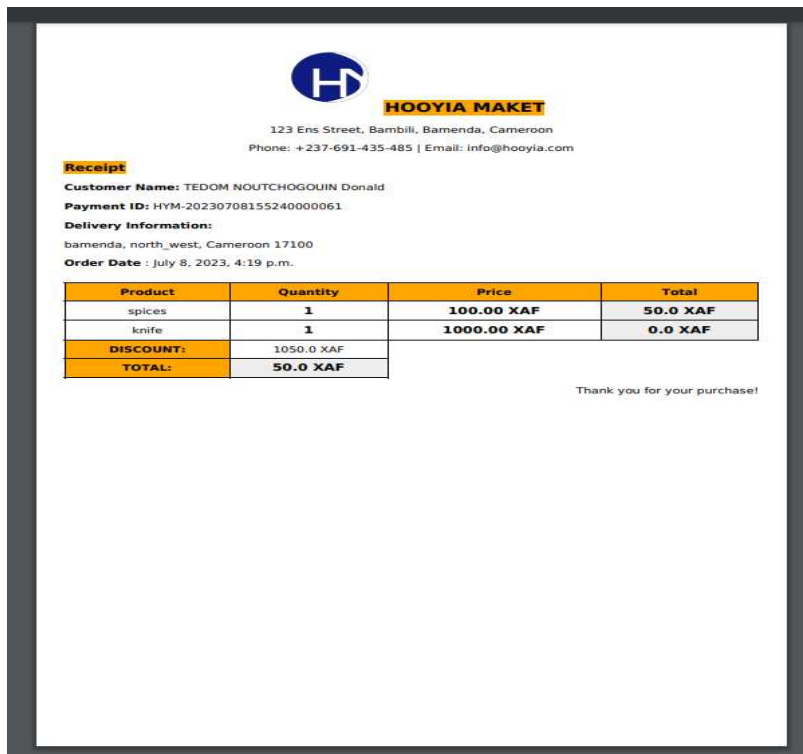 HN
HOOYIA MAKET
123 Ens Street, Bambili, Bamenda, Cameroon
Phone: +237-691-435-485 | Email: info@hooyia.com
Receipt
Customer Name: TEDOM NOUTCHOGOUIN Donald
Payment ID: HYM-20230708155240000061
Delivery Information:
bamenda, north_west, Cameroon 17100
Order Date : July 8, 2023, 4:19 p.m.
Product Quantity Price Total
spices 1 100.00 XAF 50.0 XAF
knife 1 1000.00 XAF 0.0 XAF
DISCOUNT: 1050.0 XAF
TOTAL: 50.0 XAF
Thank you for your purchase!